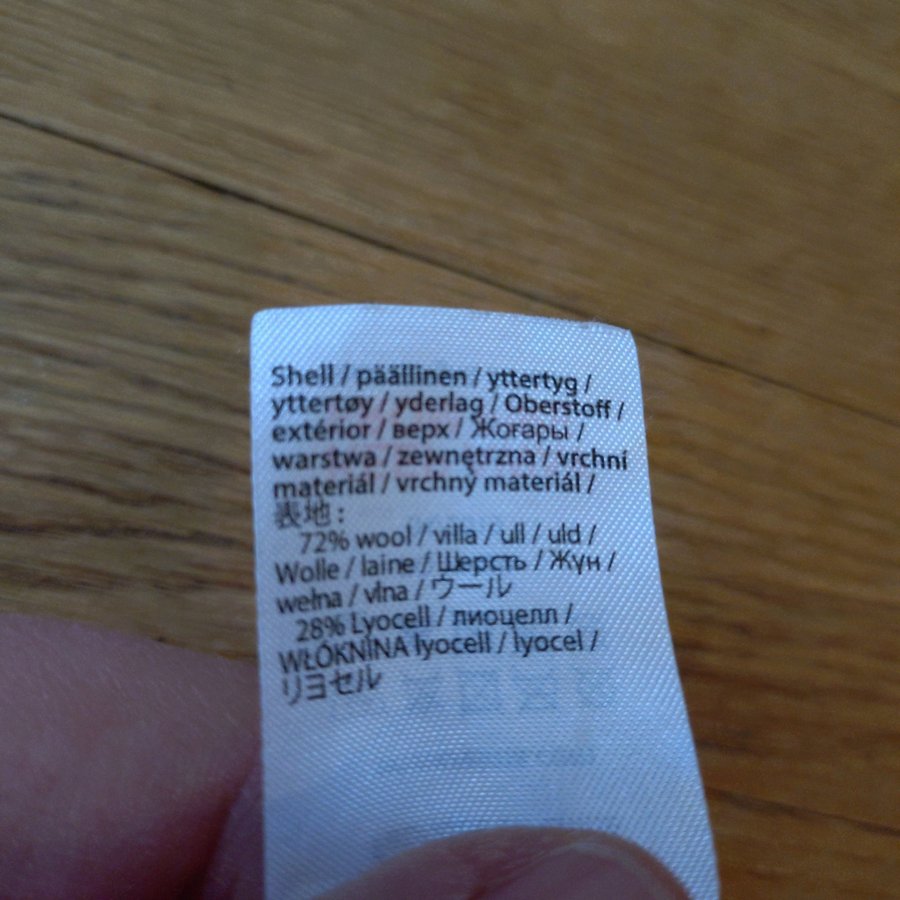 Shell / päällinen / yttertyg /
yttertøy / yderlag / Oberstoff /
extérior / верх / Жоғары /
warstwa / zewnętrzna / vrchní
materiál / vrchný materiál /
表地 :
72% wool / villa / ull / uld /
Wolle / laine / Шерсть / Жүн /
wełna / vlna / ウール
28% Lyocell / лиоцелл /
WŁÓKNINA lyocell / lyocel /
リヨセル